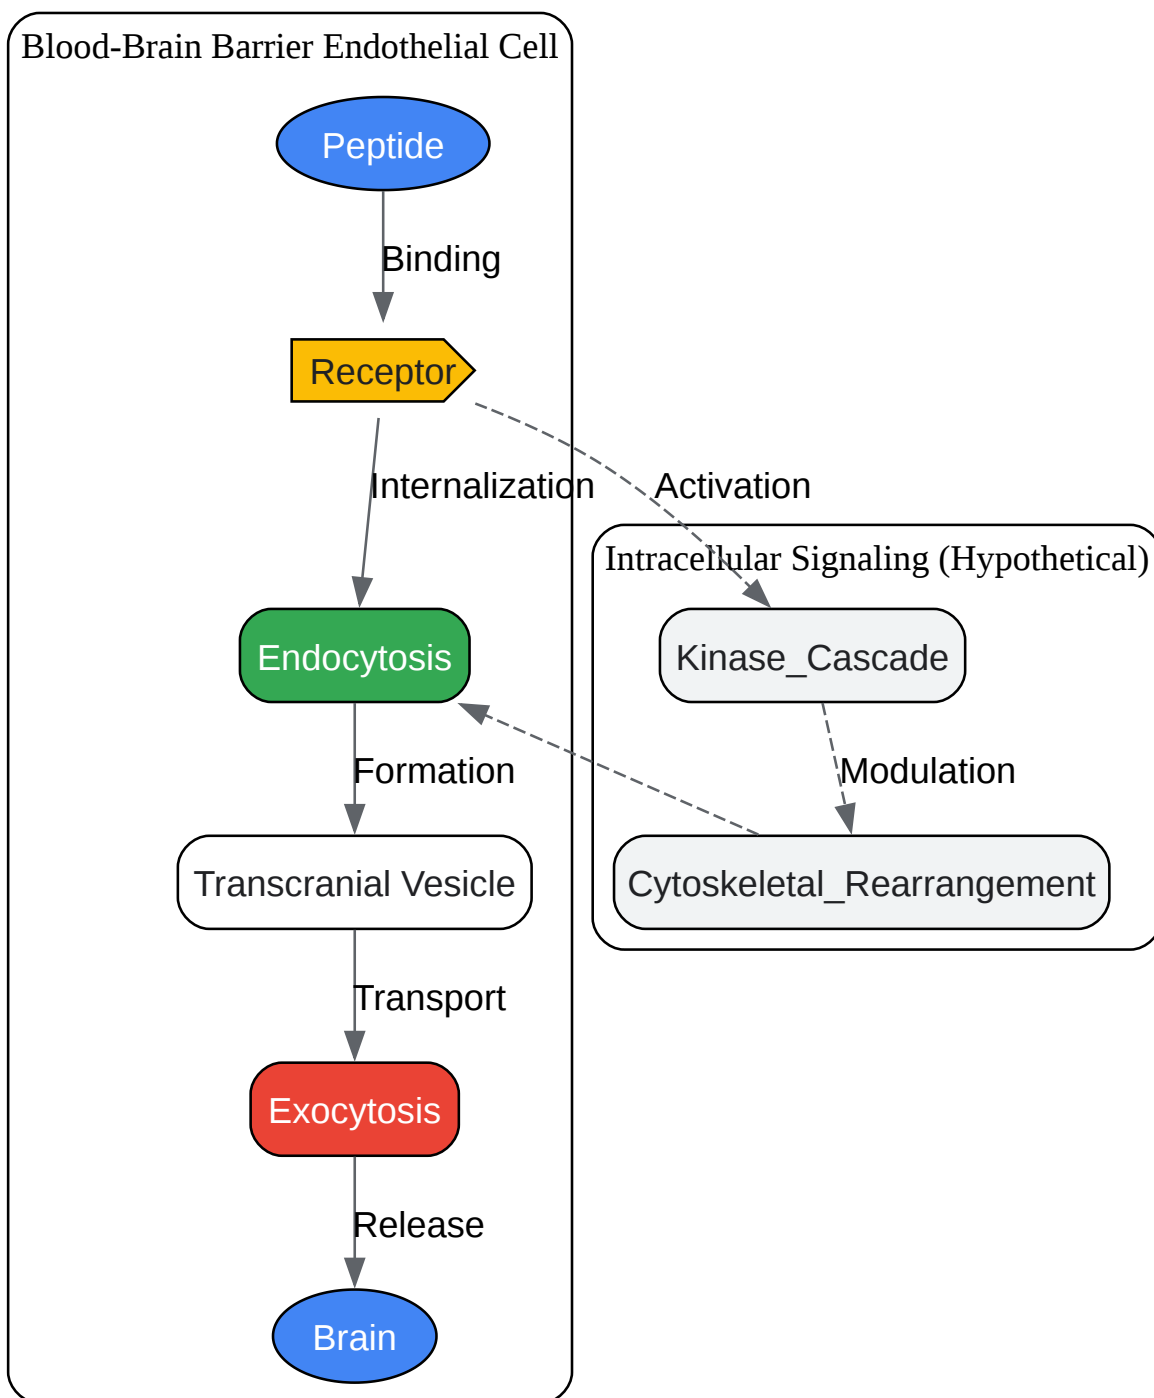 Blood-Brain Barrier Endothelial Cell
Peptide
Binding
Receptor
Internalization
Activation
Intracellular Signaling (Hypothetical)
Endocytosis
Kinase_Cascade
Formation
Modulation
Transcranial Vesicle
Cytoskeletal_Rearrangement
Transport
Exocytosis
Release
Brain